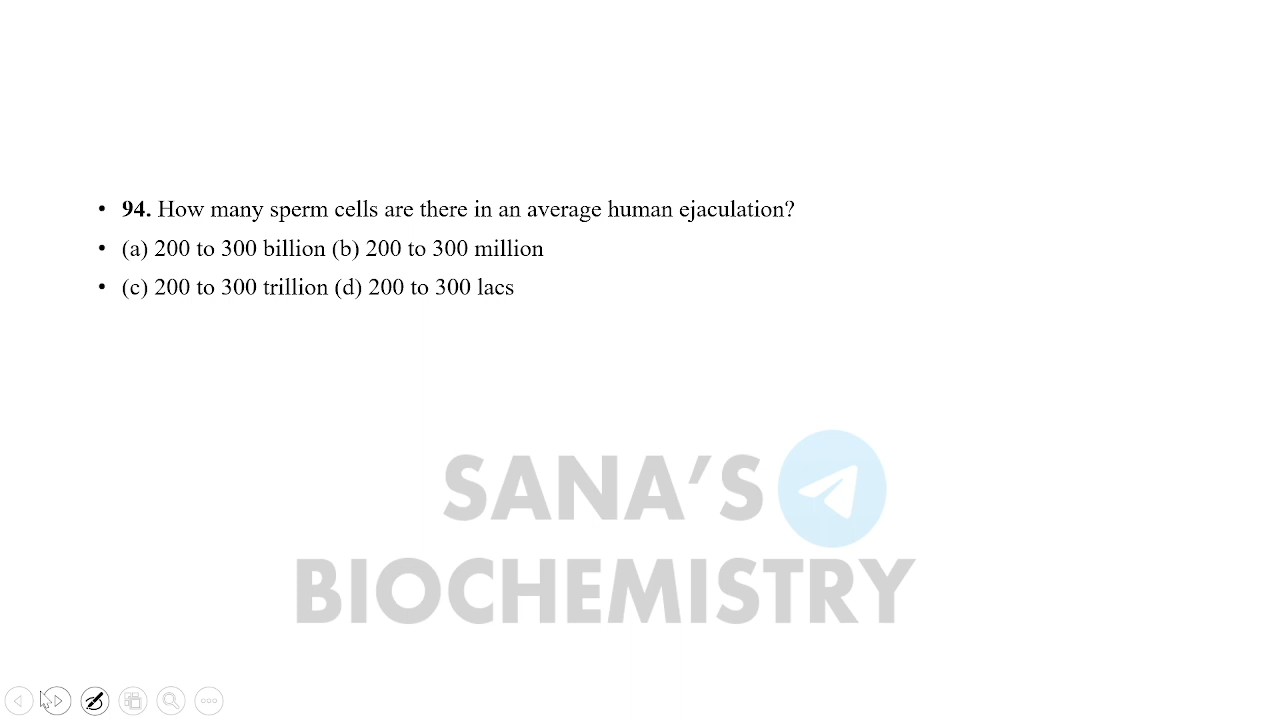 • 94. How many sperm cells are there in an average human ejaculation?
• (a) 200 to 300 billion (b) 200 to 300 million
• (c) 200 to 300 trillion (d) 200 to 300 lacs
SANA'S
BIOCHEMISTRY